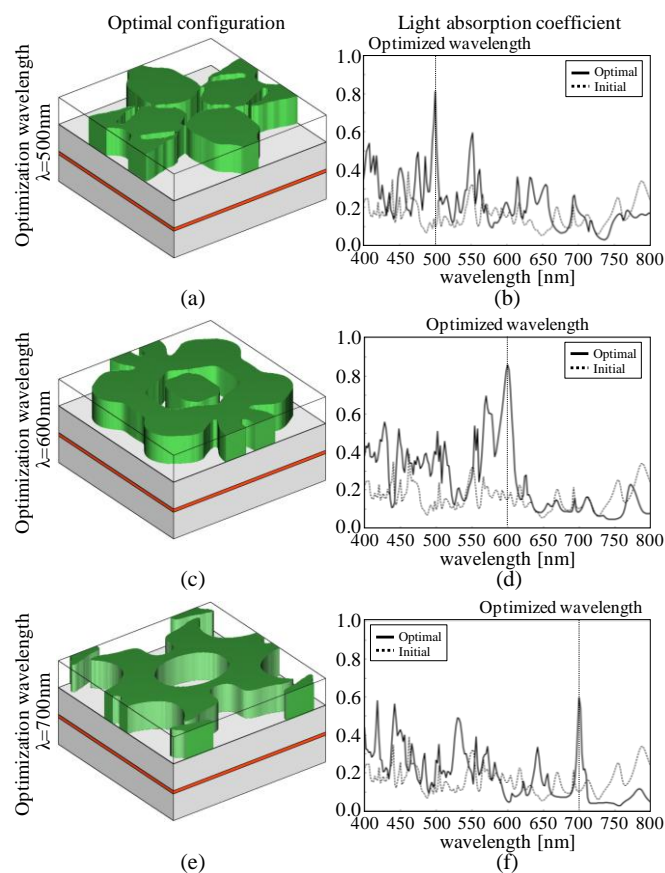 Optimal configuration
Light absorption coefficient
Optimization wavelength
λ=500nm
Optimized wavelength
Optimal
Initial
1.0
0.8
0.6
0.4
0.2
0.0
400 450 500 550 600 650 700 750 800
wavelength [nm]
(a)
(b)
Optimization wavelength
λ=600nm
Optimized wavelength
Optimal
Initial
1.0
0.8
0.6
0.4
0.2
0.0
400 450 500 550 600 650 700 750 800
wavelength [nm]
(c)
(d)
Optimization wavelength
λ=700nm
Optimized wavelength
Optimal
Initial
1.0
0.8
0.6
0.4
0.2
0.0
400 450 500 550 600 650 700 750 800
wavelength [nm]
(e)
(f)